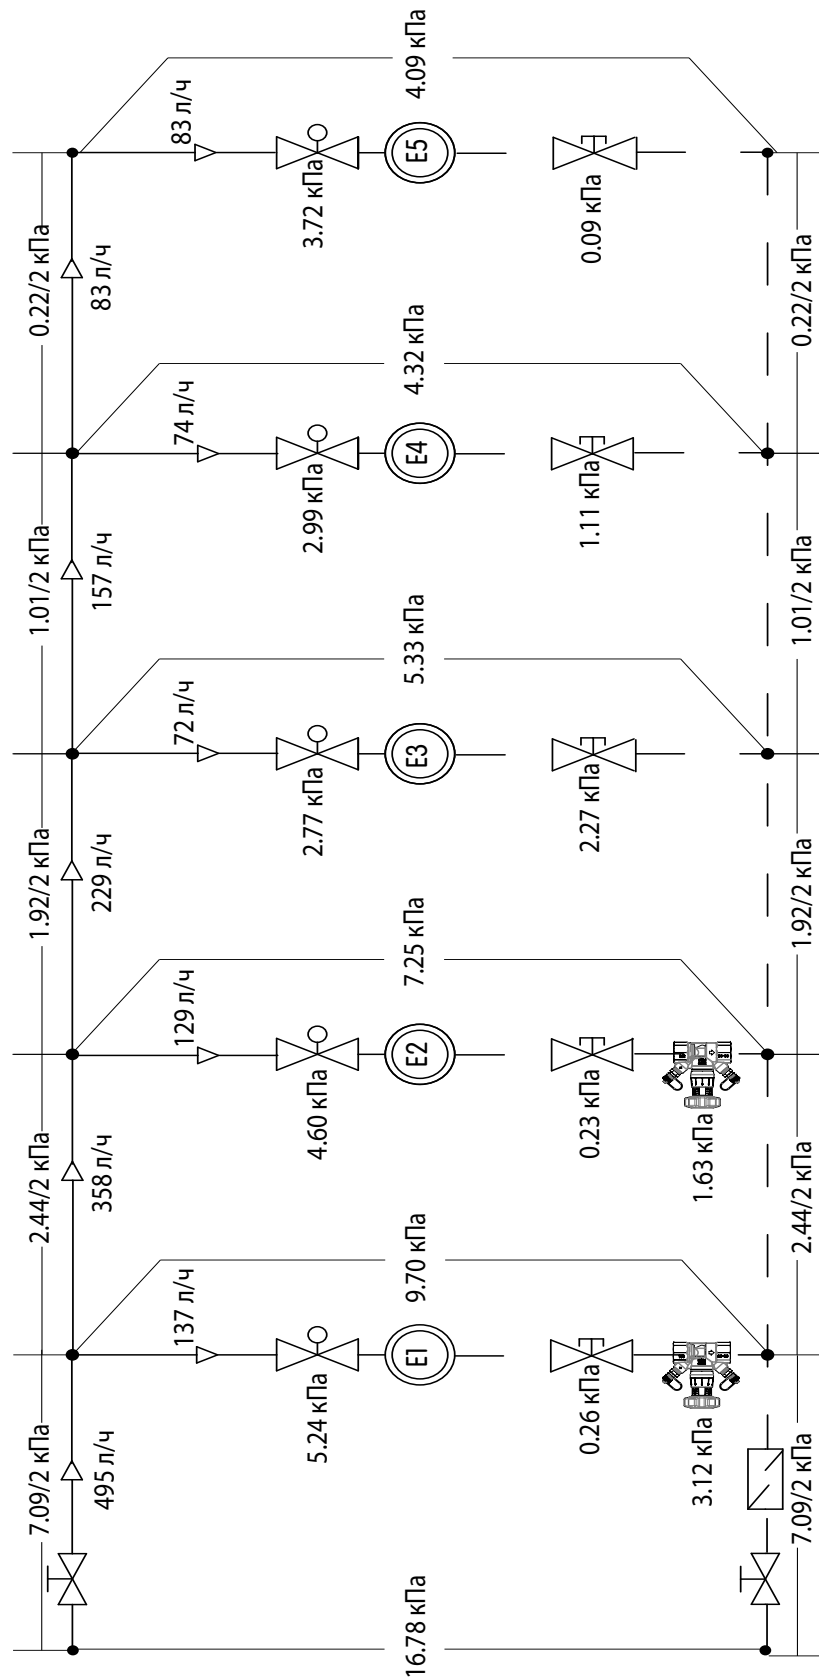 7.09/2 кПа
2.44/2 кПа
1.92/2 кПа
1.01/2 кПа
0.22/2 кПа
495 л/ч
358 л/ч
229 л/ч
157 л/ч
83 л/ч
137 л/ч
129 л/ч
72 л/ч
74 л/ч
83 л/ч
5.24 кПа
4.60 кПа
2.77 кПа
2.99 кПа
3.72 кПа
16.78 кПа
E1
9.70 кПа
E2
7.25 кПа
E3
5.33 кПа
E4
4.32 кПа
E5
4.09 кПа
0.26 кПа
0.23 кПа
2.27 кПа
1.11 кПа
0.09 кПа
3.12 кПа
1.63 кПа
7.09/2 кПа
2.44/2 кПа
1.92/2 кПа
1.01/2 кПа
0.22/2 кПа